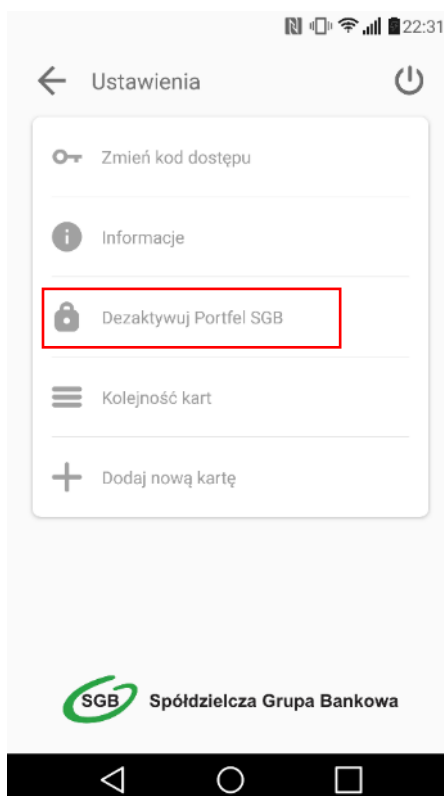 22:31
Ustawienia
Zmień kod dostępu
Informacje
Dezaktywuj Portfel SGB
Kolejność kart
Dodaj nową kartę
SGB Spółdzielcza Grupa Bankowa